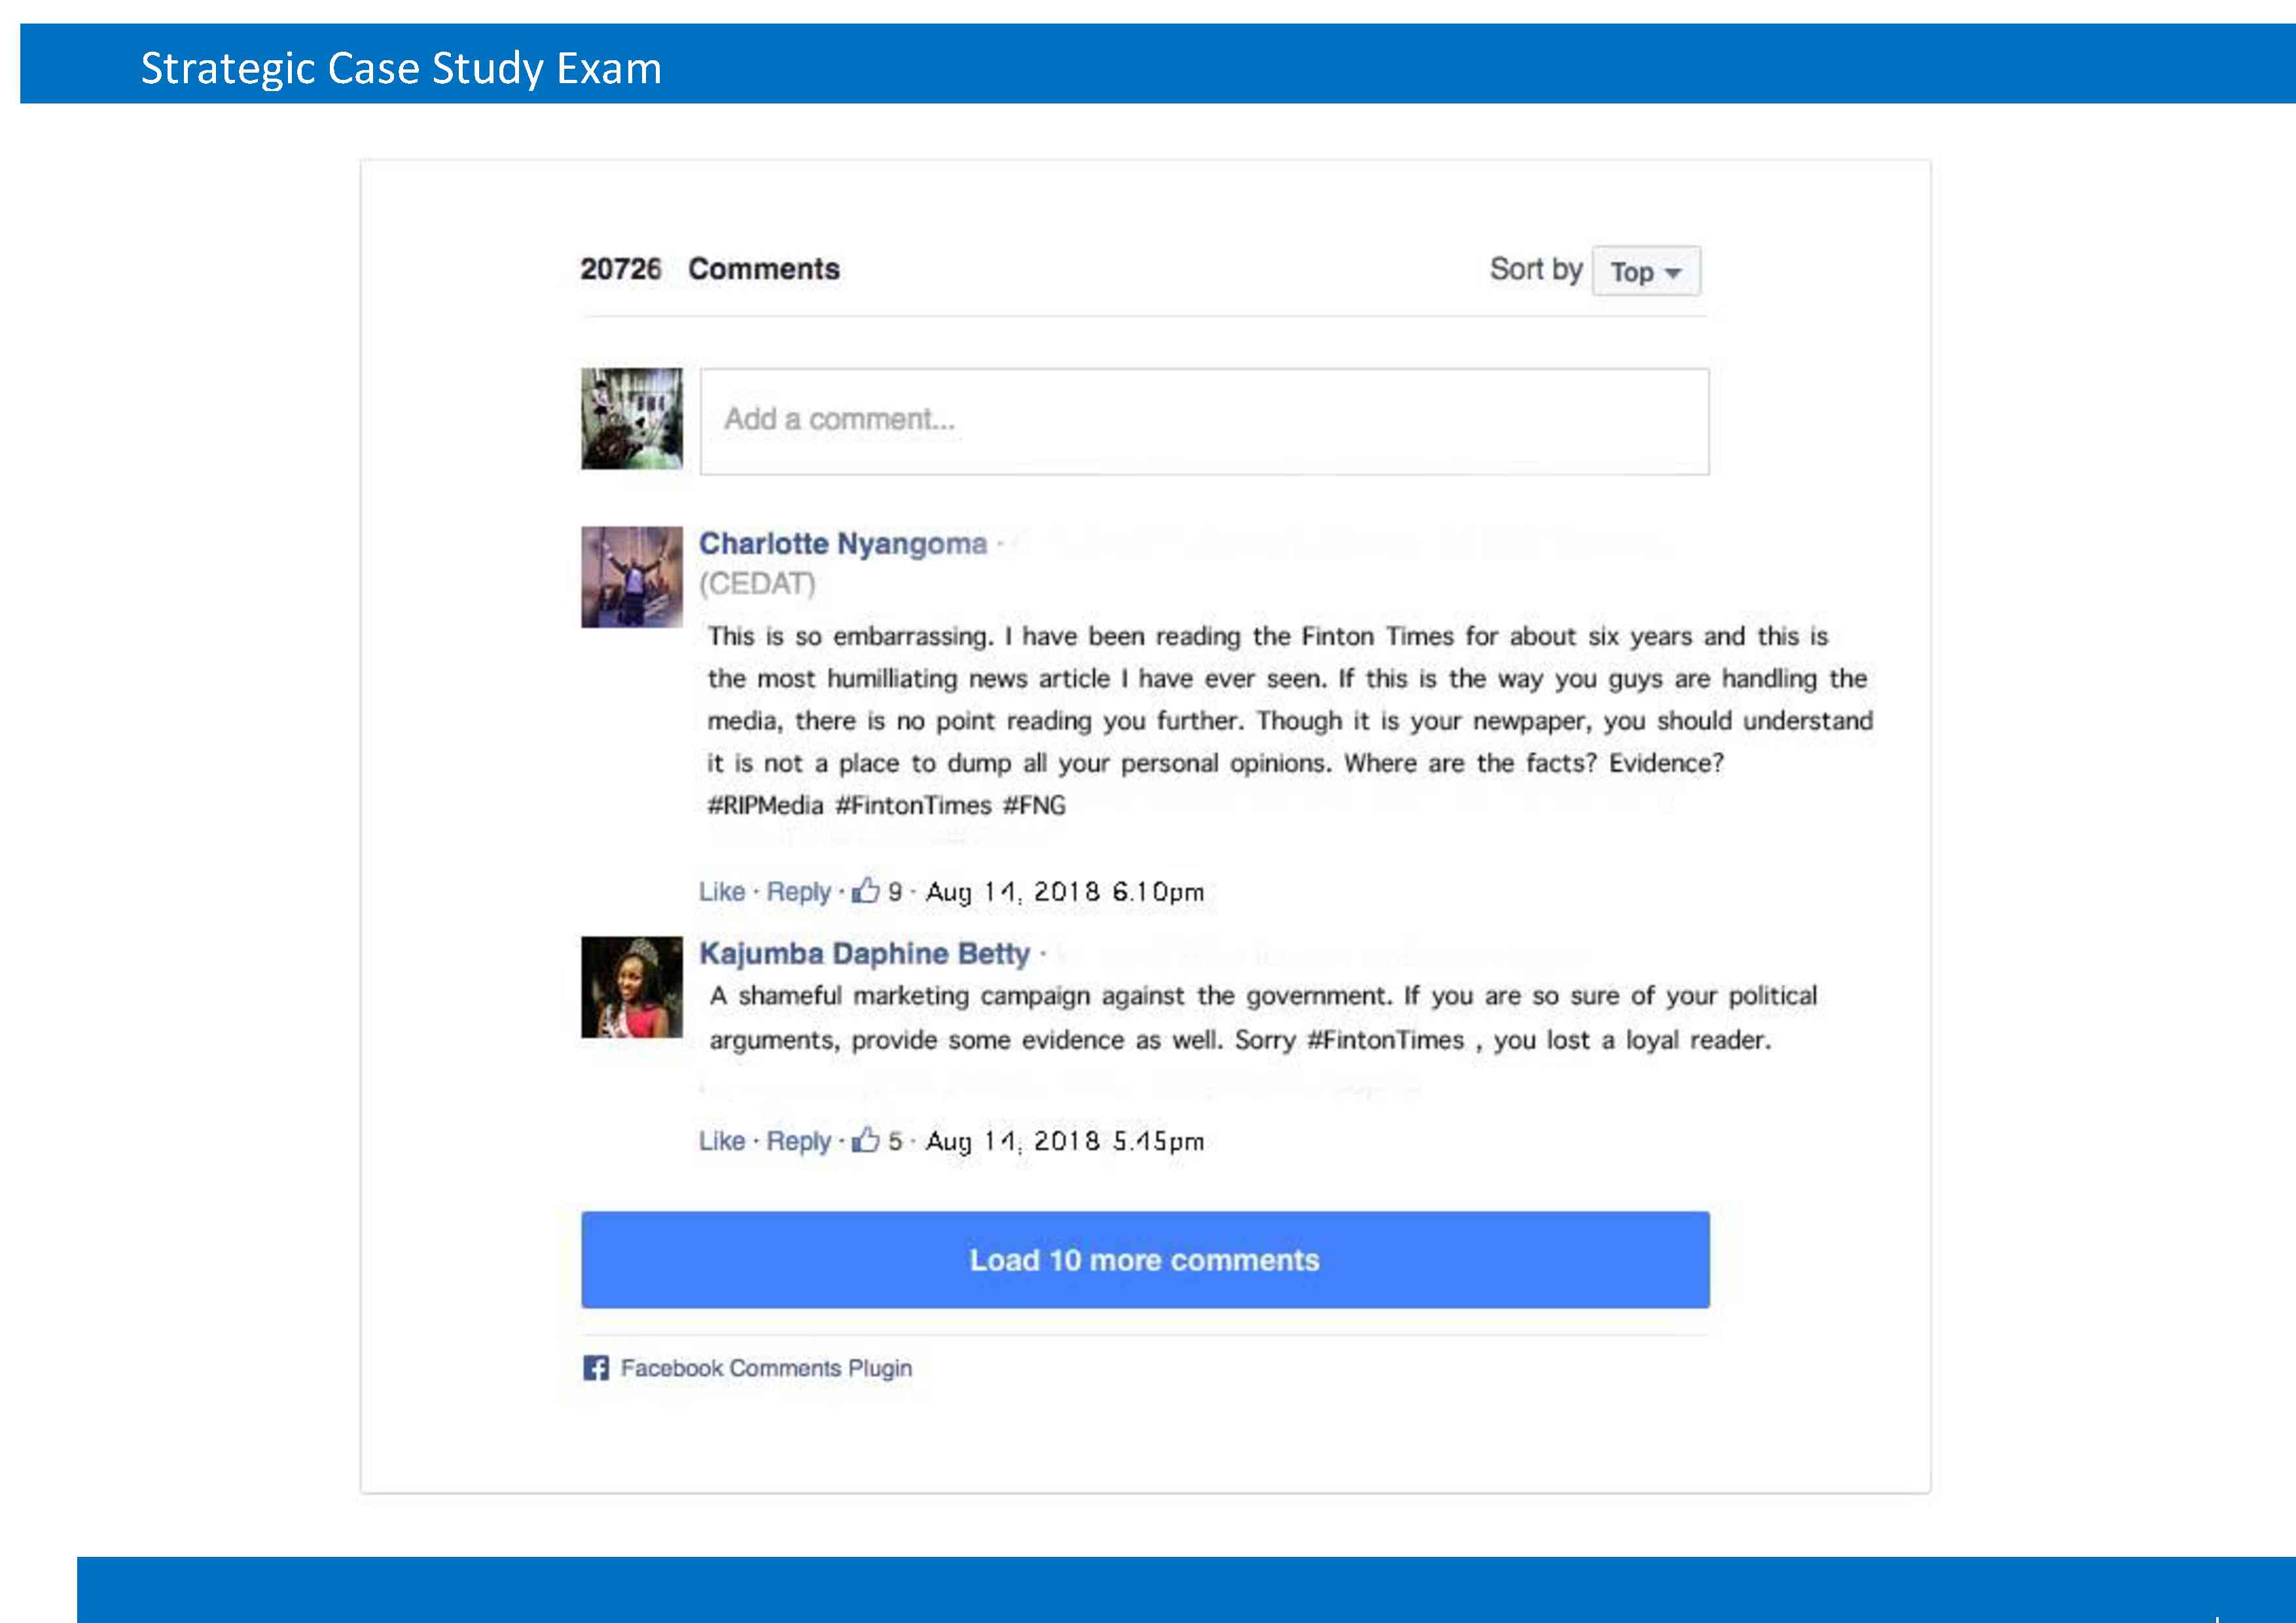 Strategic Case Study Exam
20726 Comments
Sort by Top
Add a comment...
Charlotte Nyangoma ·
(CEDAT)
This is so embarrassing. I have been reading the Finton Times for about six years and this is
the most humilliating news article I have ever seen. If this is the way you guys are handling the
media, there is no point reading you further. Though it is your newpaper, you should understand
it is not a place to dump all your personal opinions. Where are the facts? Evidence?
#RIPMedia #FintonTimes #FNG
Like · Reply · 9 · Aug 14, 2018 6.10pm
Kajumba Daphine Betty ·
A shameful marketing campaign against the government. If you are so sure of your political
arguments, provide some evidence as well. Sorry #FintonTimes , you lost a loyal reader.
Like · Reply · 5 · Aug 14, 2018 5.45pm
Load 10 more comments
Facebook Comments Plugin